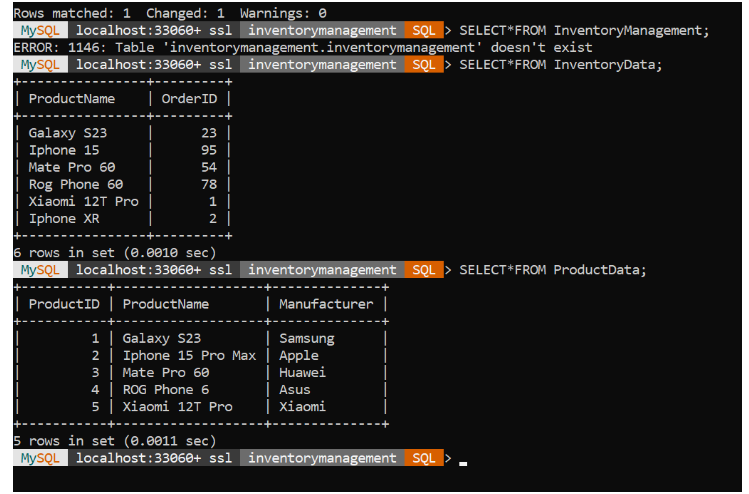 Rows matched: 1  Changed: 1  Warnings: 0
 MySQL  localhost:33060+ ssl  inventorymanagement  SQL > SELECT*FROM InventoryManagement;
ERROR: 1146: Table 'inventorymanagement.inventorymanagement' doesn't exist
 MySQL  localhost:33060+ ssl  inventorymanagement  SQL > SELECT*FROM InventoryData;
+----------------+---------+
| ProductName    | OrderID |
+----------------+---------+
| Galaxy S23     |      23 |
| Iphone 15      |      95 |
| Mate Pro 60    |      54 |
| Rog Phone 60   |      78 |
| Xiaomi 12T Pro |       1 |
| Iphone XR      |       2 |
+----------------+---------+
6 rows in set (0.0010 sec)
 MySQL  localhost:33060+ ssl  inventorymanagement  SQL > SELECT*FROM ProductData;
+-----------+-------------------+--------------+
| ProductID | ProductName       | Manufacturer |
+-----------+-------------------+--------------+
|         1 | Galaxy S23        | Samsung      |
|         2 | Iphone 15 Pro Max | Apple        |
|         3 | Mate Pro 60       | Huawei       |
|         4 | ROG Phone 6       | Asus         |
|         5 | Xiaomi 12T Pro    | Xiaomi       |
+-----------+-------------------+--------------+
5 rows in set (0.0011 sec)
 MySQL  localhost:33060+ ssl  inventorymanagement  SQL > _